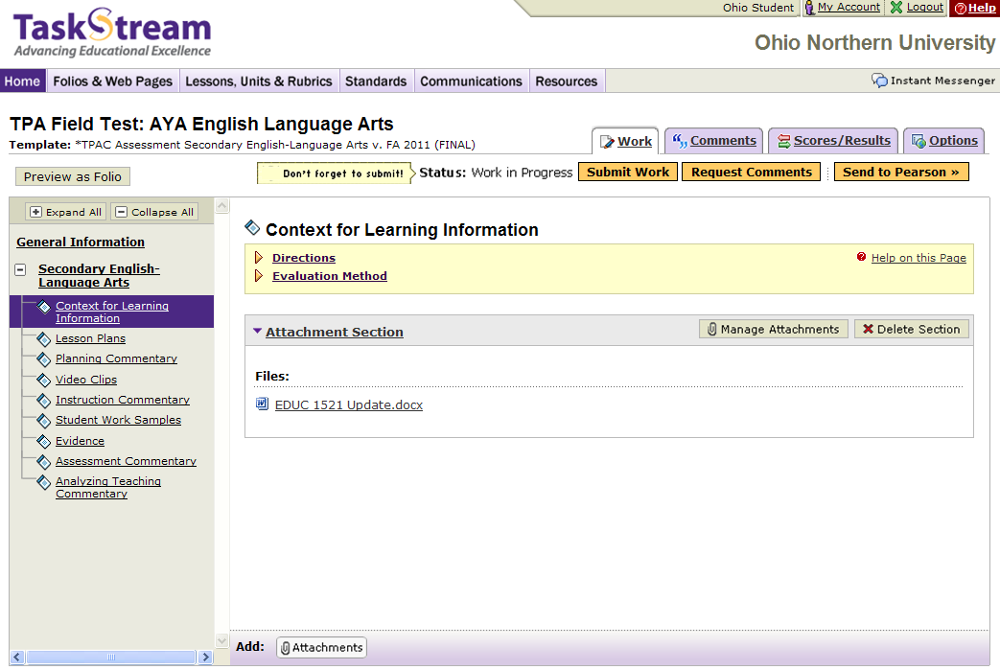 Ohio Student
My Account
Logout
Help
TaskStream
Advancing Educational Excellence
Ohio Northern University
Home
Folios & Web Pages
Lessons, Units & Rubrics
Standards
Communications
Resources
Instant Messenger
TPA Field Test: AYA English Language Arts
Template: *TPAC Assessment Secondary English-Language Arts v. FA 2011 (FINAL)
Work
Comments
Scores/Results
Options
Preview as Folio
Don't forget to submit!
Status: Work in Progress
Submit Work
Request Comments
Send to Pearson »
Expand All
Collapse All
General Information
Secondary English-
Language Arts
Context for Learning
Information
Lesson Plans
Planning Commentary
Video Clips
Instruction Commentary
Student Work Samples
Evidence
Assessment Commentary
Analyzing Teaching
Commentary
Context for Learning Information
Directions
Help on this Page
Evaluation Method
Attachment Section
Manage Attachments
Delete Section
Files:
EDUC 1521 Update.docx
Add:
Attachments